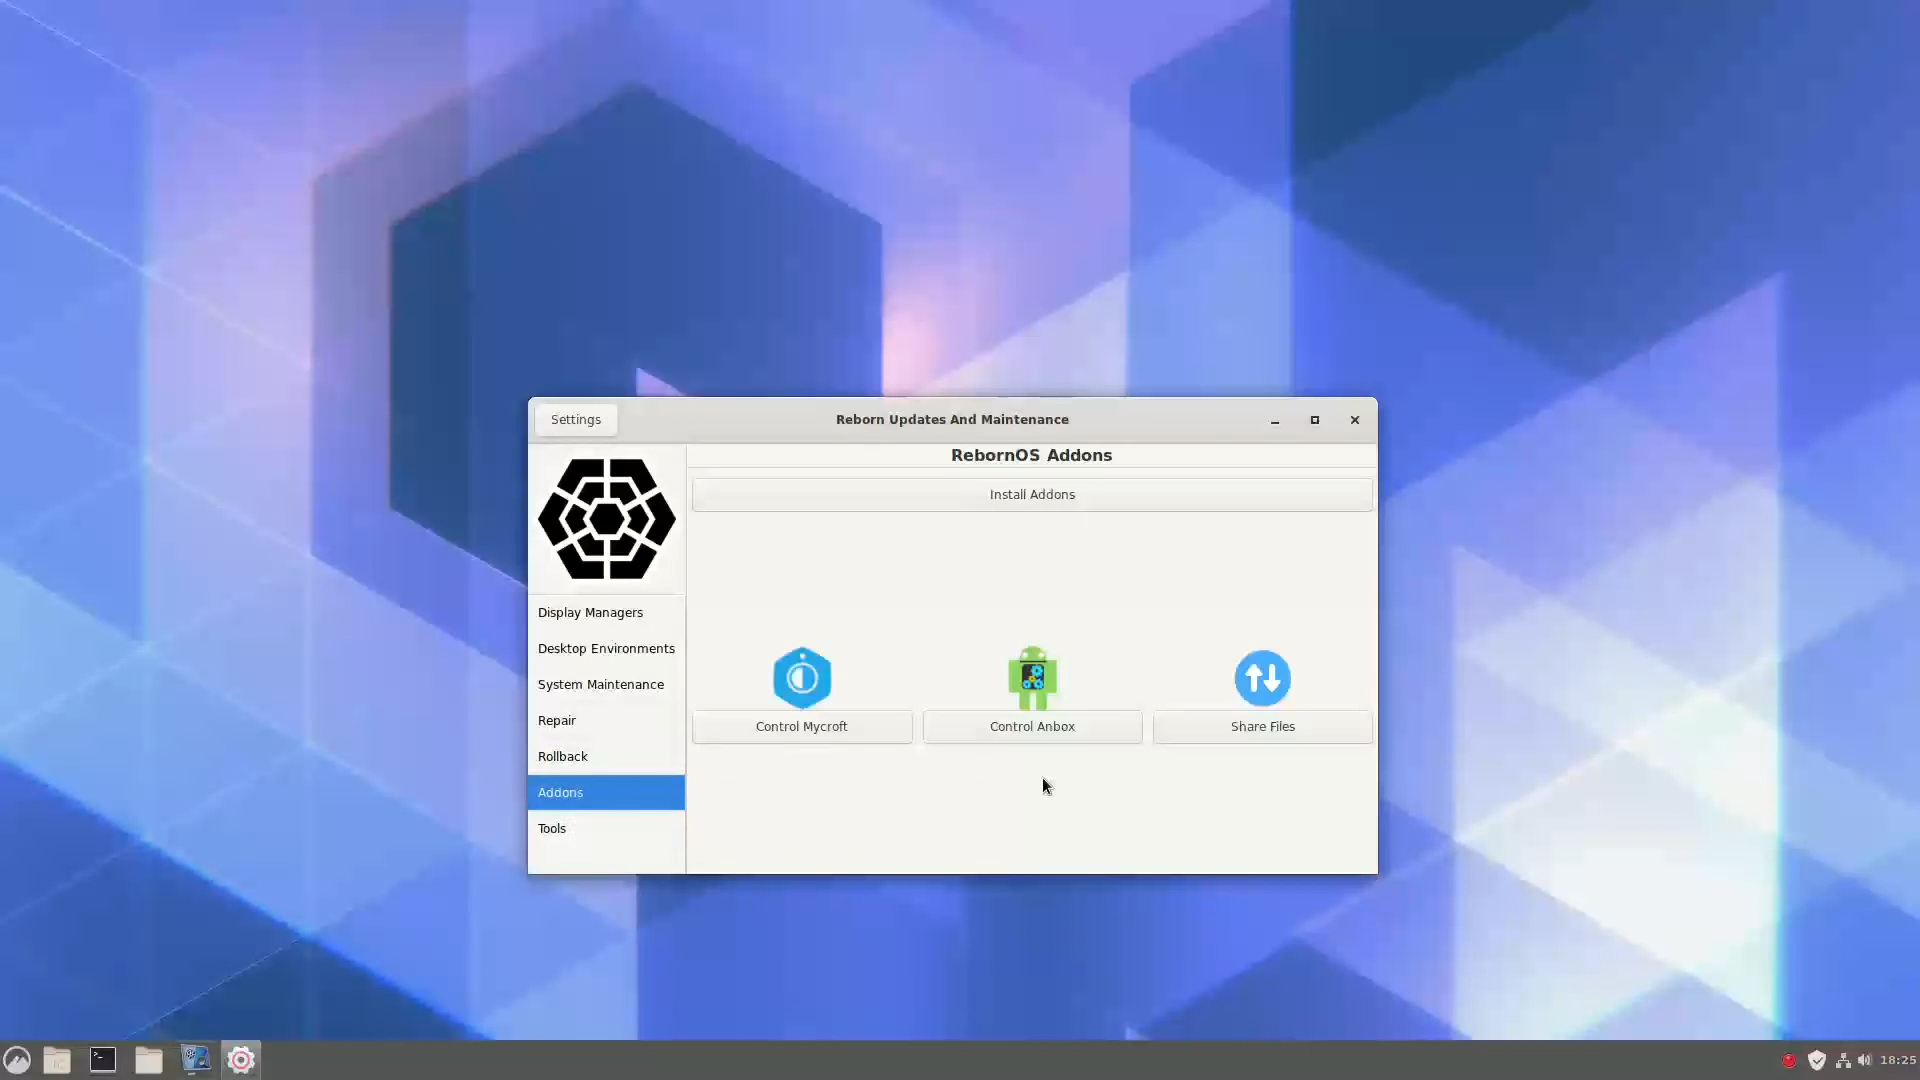 Settings
Reborn Updates And Maintenance
RebornOS Addons
Install Addons
Display Managers
Desktop Environments
System Maintenance
Repair
Rollback
Addons
Tools
Control Mycroft
Control Anbox
Share Files
18:25